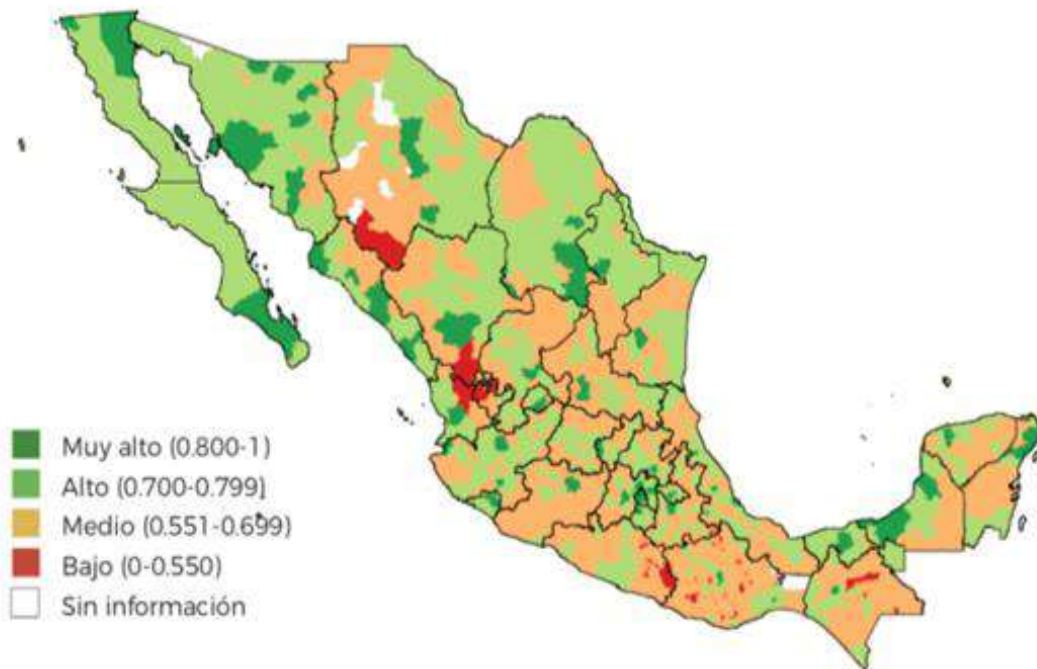 Muy alto (0.800-1)
Alto (0.700-0.799)
Medio (0.551-0.699)
Bajo (0-0.550)
Sin información